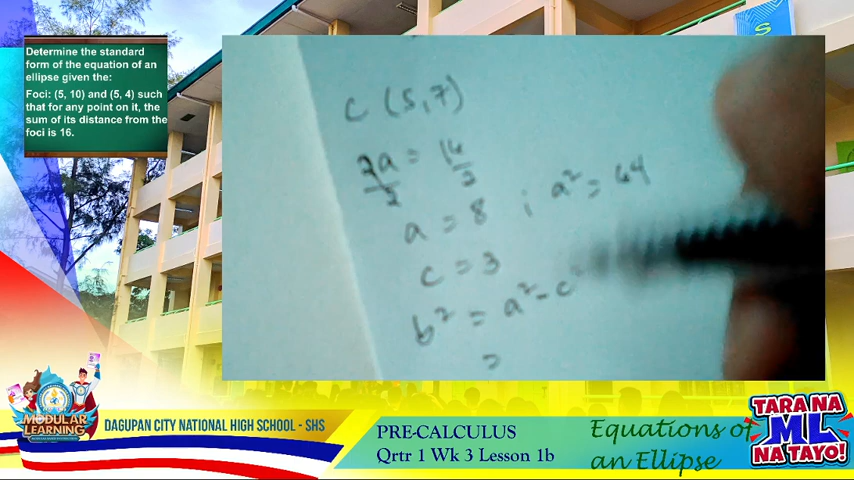 Determine the standard
form of the equation of an
ellipse given the:
Foci: (5, 10) and (5, 4) such
that for any point on it, the
sum of its distance from the
foci is 16.
C (5,7)
2a/2 = 16/2
a = 8 ; a² = 64
c = 3
b² = a² - c²
=
MODULAR
LEARNING
DAGUPAN CITY NATIONAL HIGH SCHOOL - SHS
PRE-CALCULUS
Qrtr 1 Wk 3 Lesson 1b
Equations of
an Ellipse
TARA NA
ML
NA TAYO!